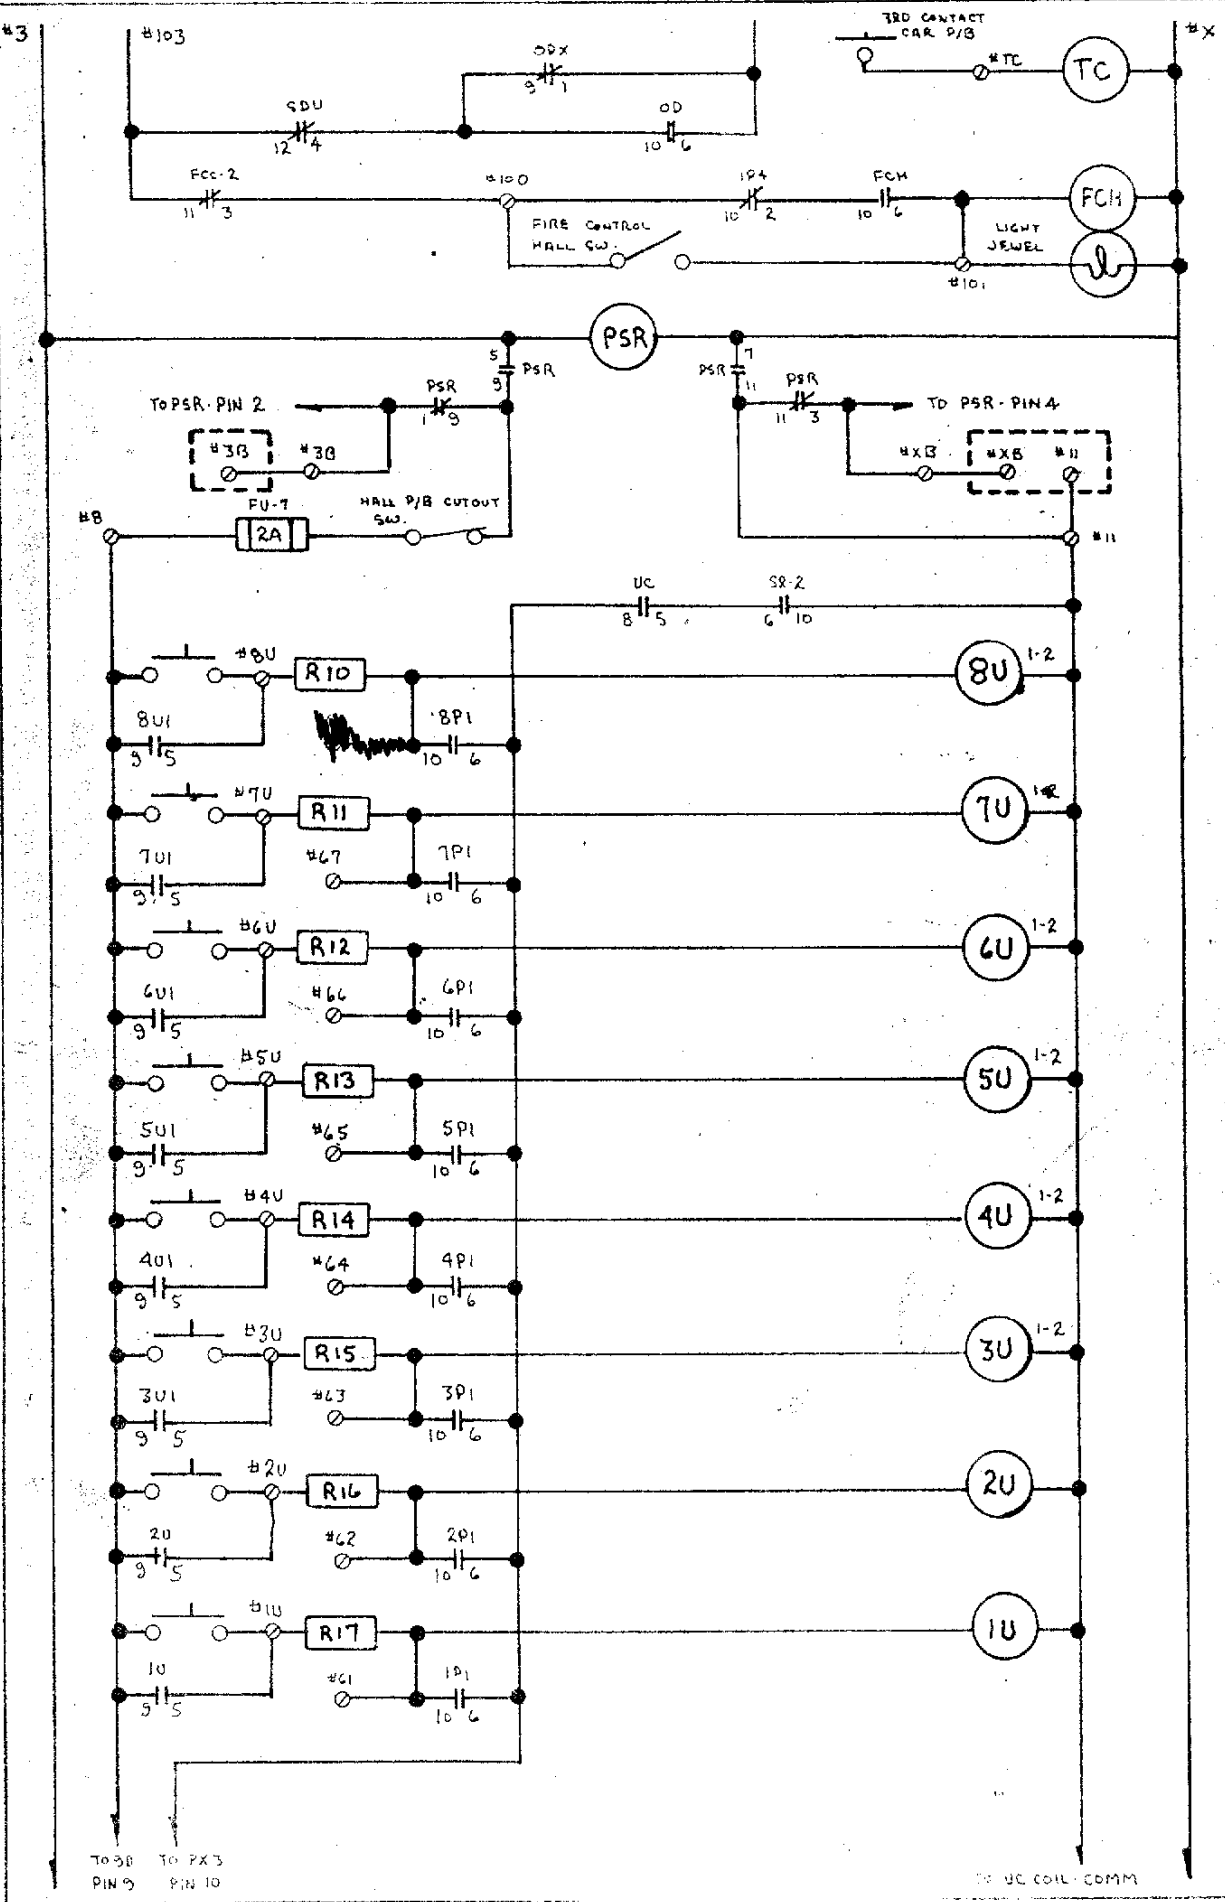 #3
#103
3RD CONTACT
CAR P/B
#X
ODX
9 1
#TC
TC
SDU
12 4
OD
10 6
FCC-2
11 3
#100
1P4
10 2
FCH
10 6
FCH
FIRE CONTROL
HALL SW.
LIGHT
JEWEL
#101
PSR
5
PSR
9
7
PSR
11
TO PSR-PIN 2
PSR
1 9
PSR
11 3
TO PSR-PIN 4
#3B
#3B
#XB
#XB
#11
#8
FU-7
2A
HALL P/B CUTOUT
SW.
#11
UC
8 5
SR-2
6 10
#8U
R10
8U
1-2
8U1
9 5
8P1
10 6
#7U
R11
7U
7U1
9 5
#67
7P1
10 6
#6U
R12
6U
1-2
6U1
9 5
#66
6P1
10 6
#5U
R13
5U
1-2
5U1
9 5
#65
5P1
10 6
#4U
R14
4U
1-2
4U1
9 5
#64
4P1
10 6
#3U
R15
3U
1-2
3U1
9 5
#63
3P1
10 6
#2U
R16
2U
2U
9 5
#62
2P1
10 6
#1U
R17
1U
1U
9 5
#61
1P1
10 6
PIN 9
TO PX3
PIN 10
UC COIL-COMM